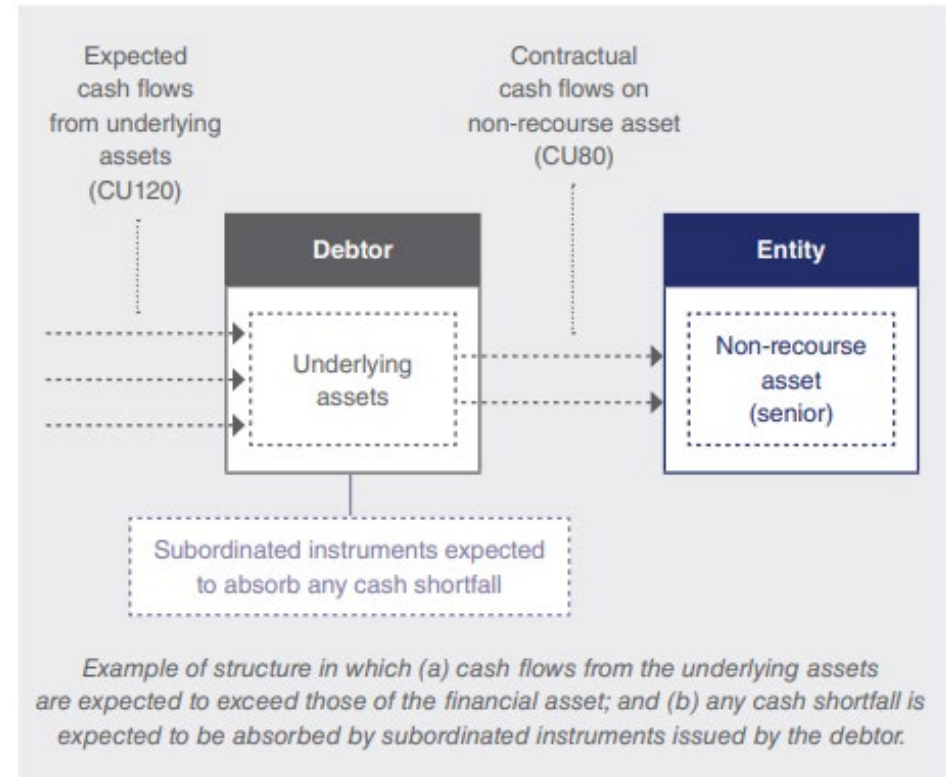 Expected
cash flows
from underlying
assets
(CU120)
Contractual
cash flows on
non-recourse asset
(CU80)
Debtor
Entity
Underlying
assets
Non-recourse
asset
(senior)
Subordinated instruments expected
to absorb any cash shortfall
Example of structure in which (a) cash flows from the underlying assets
are expected to exceed those of the financial asset; and (b) any cash shortfall is
expected to be absorbed by subordinated instruments issued by the debtor.